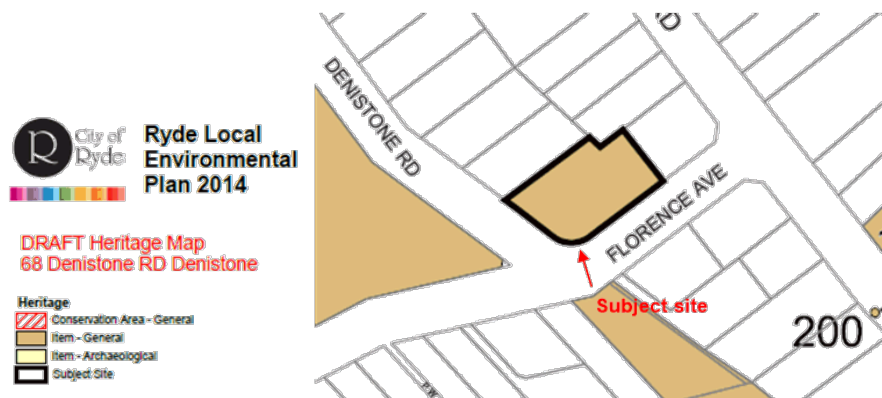 R
City of
Ryde
Ryde Local
Environmental
Plan 2014
DRAFT Heritage Map
68 Denistone RD Denistone
Heritage
Conservation Area - General
Item - General
Item - Archaeological
Subject Site
DENISTONE RD
RD
FLORENCE AVE
Subject site
200